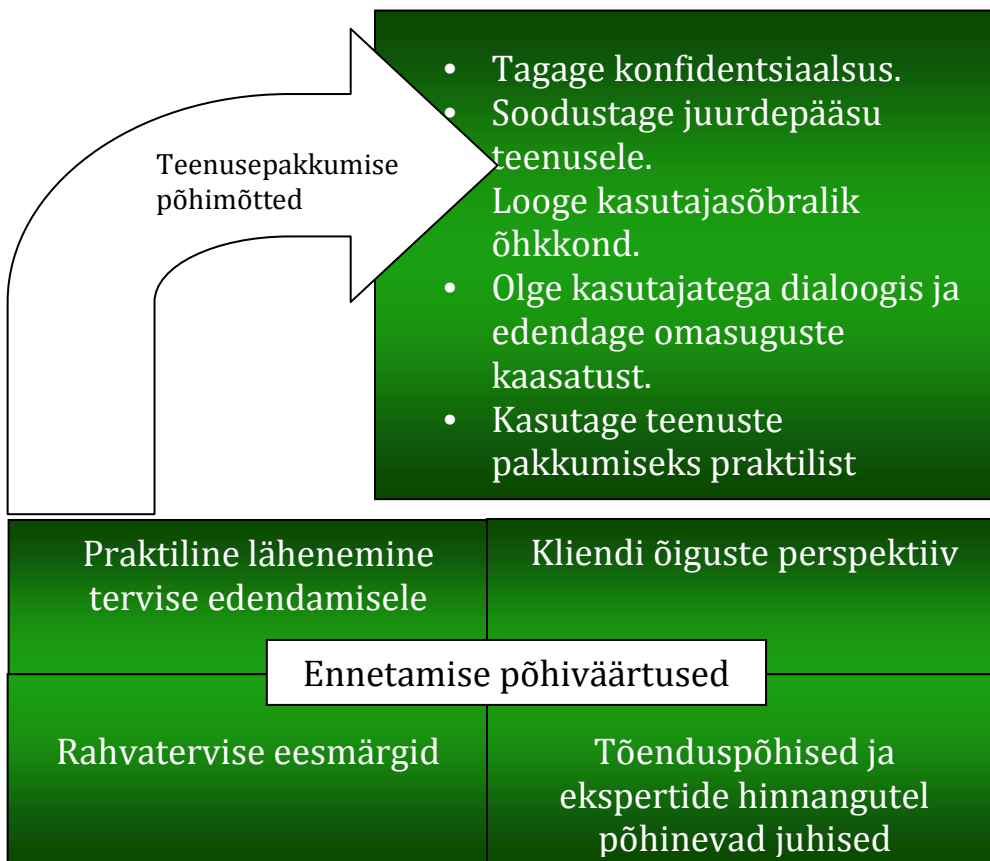 Teenusepakkumise
põhimõtted
• Tagage konfidentsiaalsus.
• Soodustage juurdepääsu
teenusele.
Looge kasutajasõbralik
õhkkond.
• Olge kasutajatega dialoogis ja
edendage omasuguste
kaasatust.
• Kasutage teenuste
pakkumiseks praktilist
Praktiline lähenemine
tervise edendamisele
Kliendi õiguste perspektiiv
Ennetamise põhiväärtused
Rahvatervise eesmärgid
Tõenduspõhised ja
ekspertide hinnangutel
põhinevad juhised